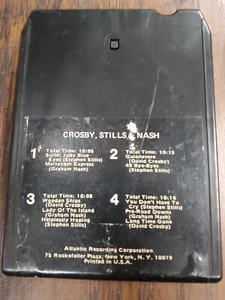 CROSBY, STILLS & NASH
1 Total Time: 10:05
Suite: Judy Blue
Eyes (Stephen Stills)
Marrakesh Express
(Graham Nash)
2 Total Time: 10:15
Guinnevere
(David Crosby)
49 Bye-Byes
(Stephen Stills)
3 Total Time: 10:08
Wooden Ships
(David Crosby)
Lady Of The Island
(Graham Nash)
Helplessly Hoping
(Stephen Stills)
4 Total Time: 10:16
You Don't Have To
Cry (Stephen Stills)
Pre-Road Downs
(Graham Nash)
Long Time Gone
(David Crosby)
Atlantic Recording Corporation
75 Rockefeller Plaza, New York, N. Y. 10019
Printed in U.S.A.